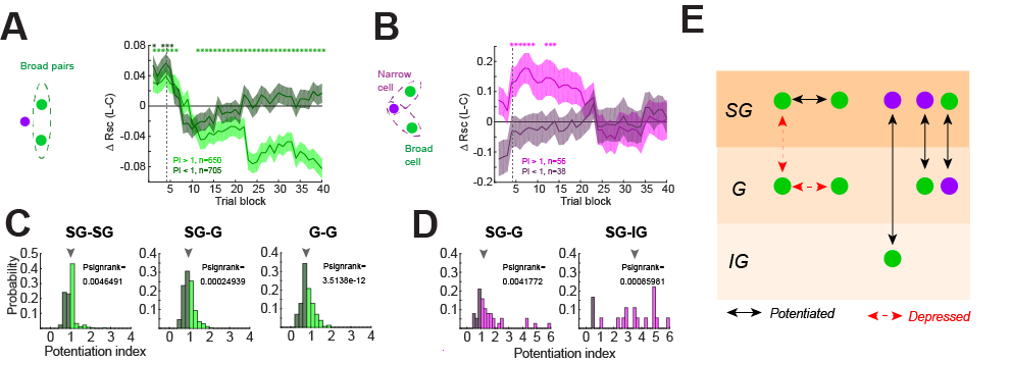 A
Broad pairs
Δ Rsc (L-C)
0.08
0.04
0
-0.04
-0.08
PI > 1, n=650
PI < 1, n=705
5 10 15 20 25 30 35 40
Trial block
B
Narrow
cell
Broad
cell
Δ Rsc (L-C)
0.2
0.1
0
-0.1
-0.2
PI > 1, n=56
PI < 1, n=38
5 10 15 20 25 30 35 40
Trial block
C
SG-SG
SG-G
G-G
Probability
0.5
0.4
0.3
0.2
0.1
Psignrank=
0.0046491
0 1 2 3 4
0.4
0.3
0.2
0.1
Psignrank=
0.00024939
0 1 2 3 4
0.4
0.3
0.2
0.1
Psignrank=
3.5138e-12
0 1 2 3 4
Potentiation index
D
SG-G
SG-IG
0.4
0.3
0.2
0.1
Psignrank=
0.0041772
0 1 2 3 4 5 6
0.4
0.3
0.2
0.1
Psignrank=
0.00085981
0 1 2 3 4 5 6
Potentiation index
E
SG
G
IG
Potentiated
Depressed